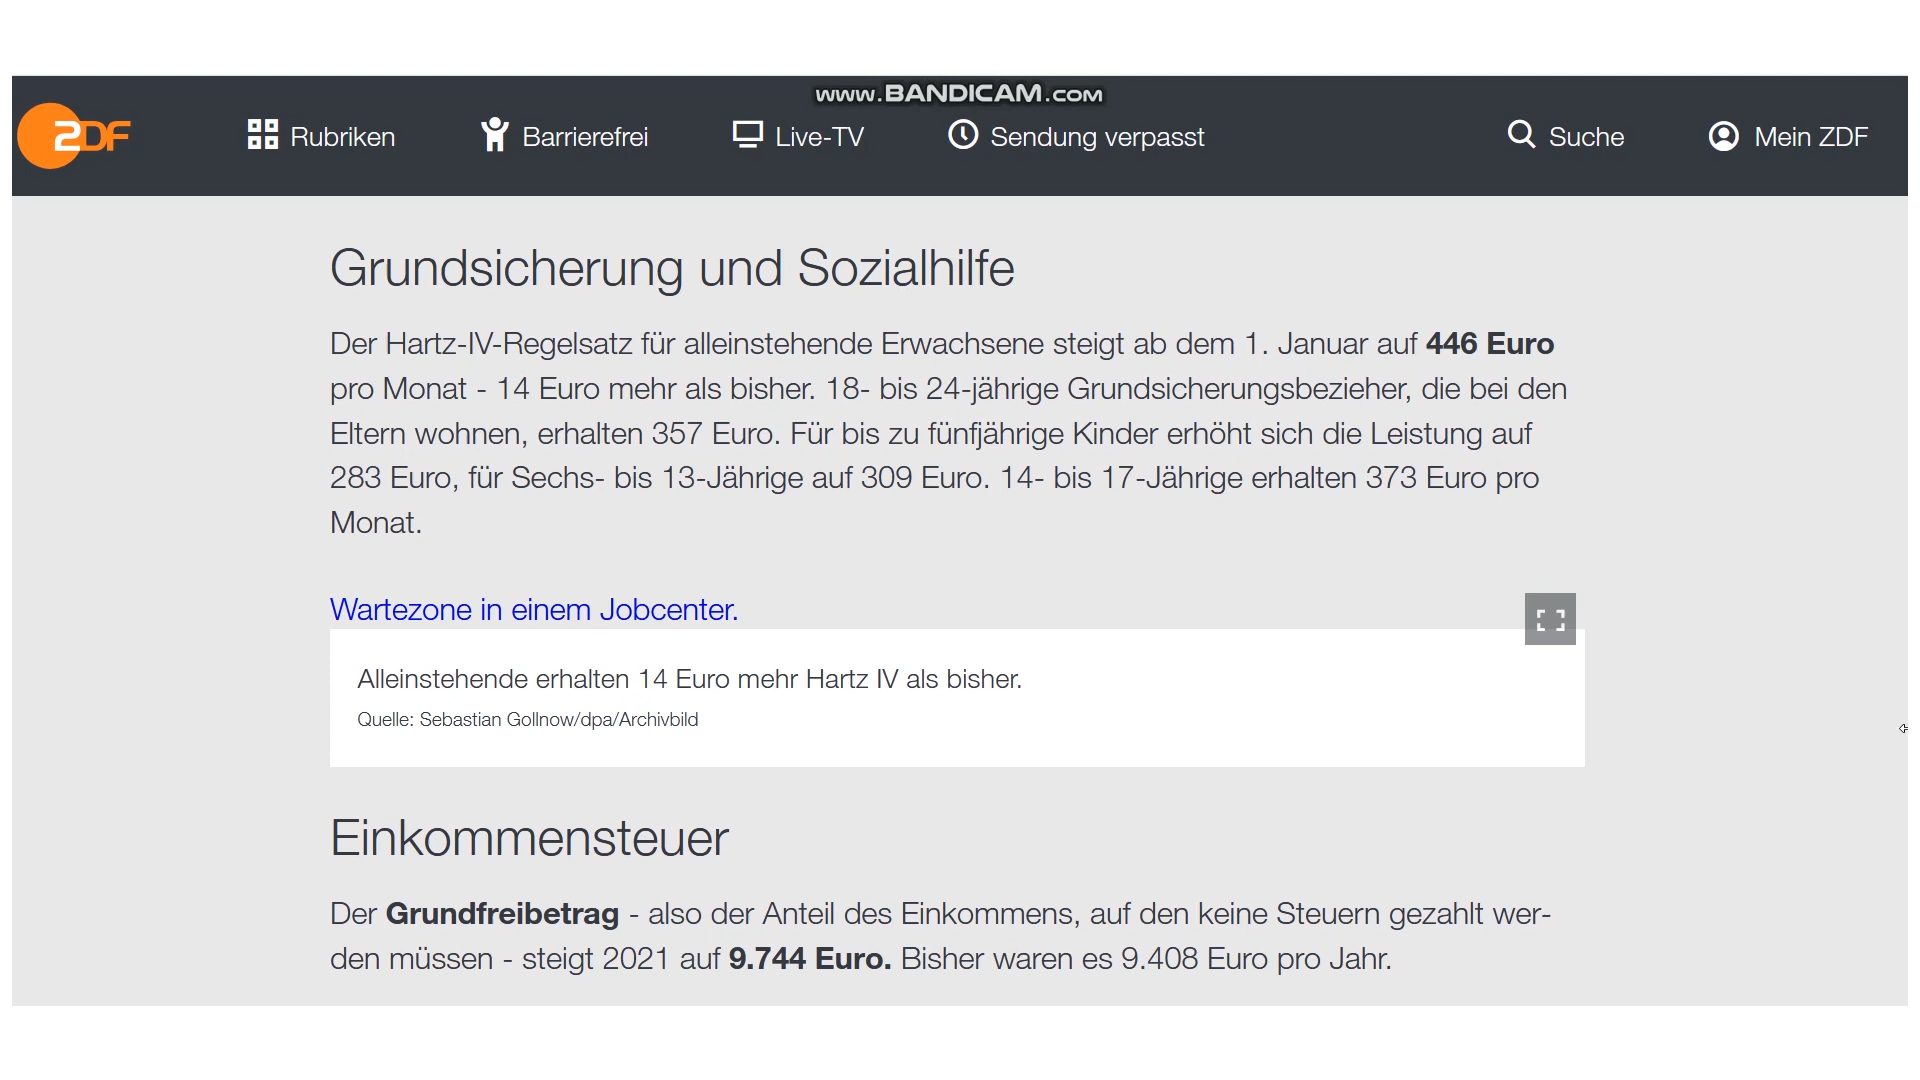 www.BANDICAM.com
ZDF Rubriken Barrierefrei Live-TV Sendung verpasst Suche Mein ZDF
Grundsicherung und Sozialhilfe
Der Hartz-IV-Regelsatz für alleinstehende Erwachsene steigt ab dem 1. Januar auf 446 Euro
pro Monat - 14 Euro mehr als bisher. 18- bis 24-jährige Grundsicherungsbezieher, die bei den
Eltern wohnen, erhalten 357 Euro. Für bis zu fünfjährige Kinder erhöht sich die Leistung auf
283 Euro, für Sechs- bis 13-Jährige auf 309 Euro. 14- bis 17-Jährige erhalten 373 Euro pro
Monat.
Wartezone in einem Jobcenter.
Alleinstehende erhalten 14 Euro mehr Hartz IV als bisher.
Quelle: Sebastian Gollnow/dpa/Archivbild
Einkommensteuer
Der Grundfreibetrag - also der Anteil des Einkommens, auf den keine Steuern gezahlt wer-
den müssen - steigt 2021 auf 9.744 Euro. Bisher waren es 9.408 Euro pro Jahr.